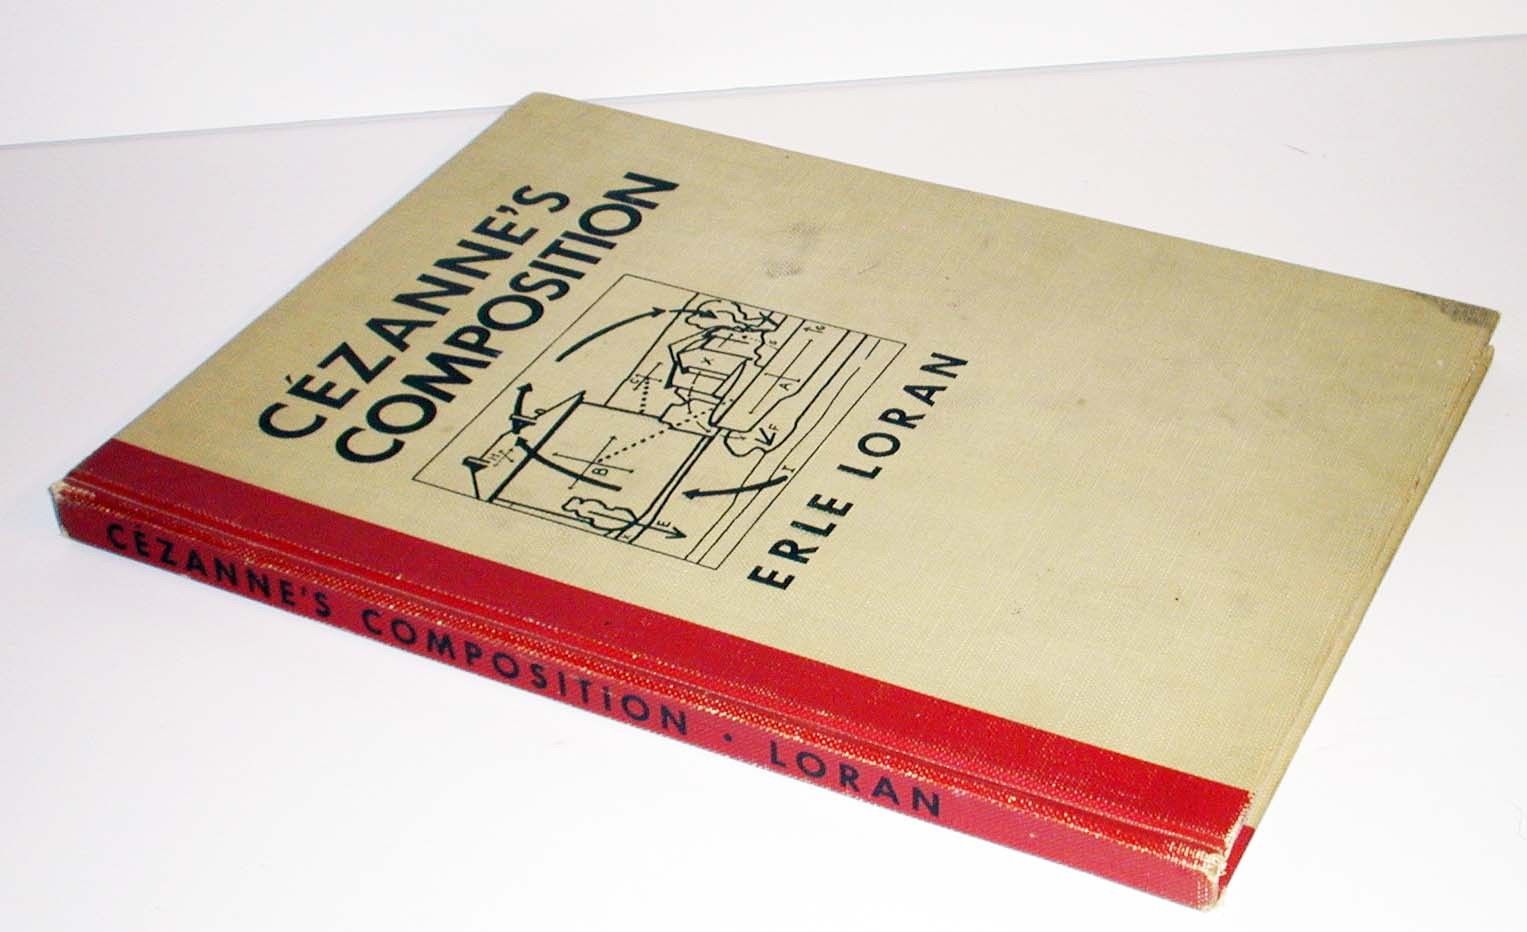 CÉZANNE'S
COMPOSITION
ERLE LORAN
CÉZANNE'S COMPOSITION • LORAN
B
E
F
A
I
X
G
H
C